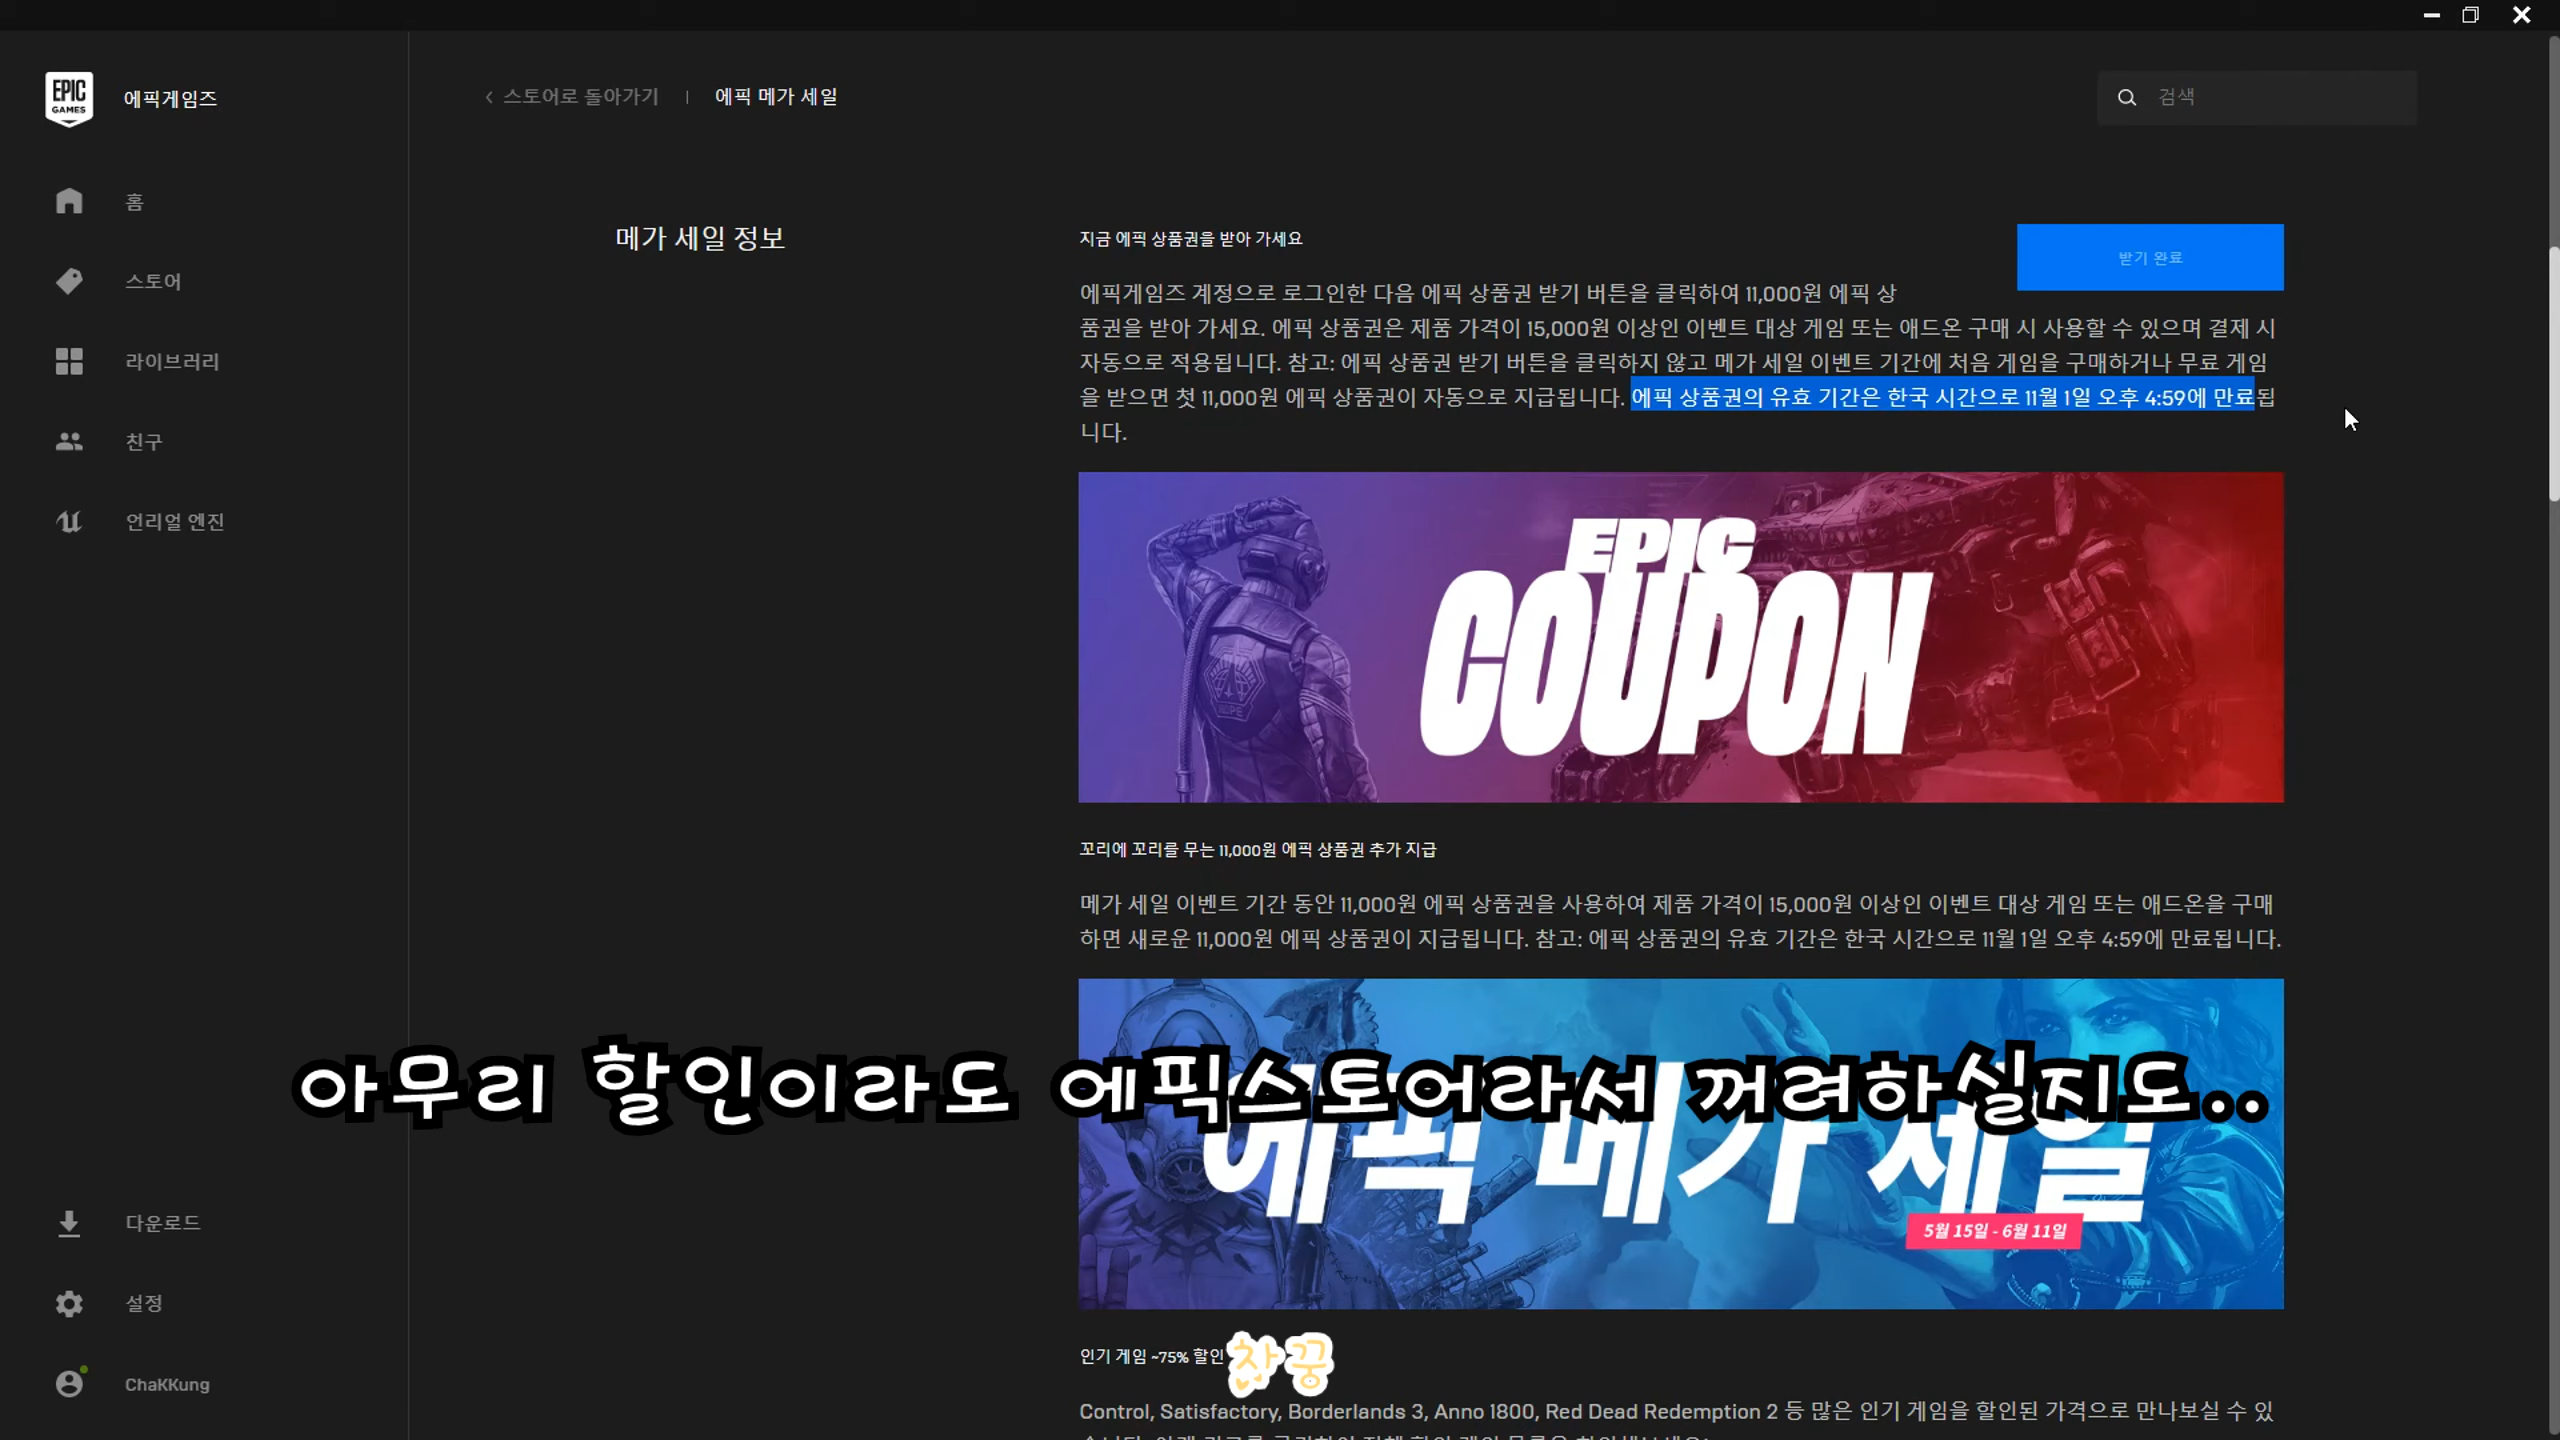 EPIC
GAMES
에픽게임즈
스토어로 돌아가기
에픽 메가 세일
검색
홈
스토어
라이브러리
친구
언리얼 엔진
메가 세일 정보
지금 에픽 상품권을 받아 가세요
받기 완료
에픽게임즈 계정으로 로그인한 다음 에픽 상품권 받기 버튼을 클릭하여 11,000원 에픽 상
품권을 받아 가세요. 에픽 상품권은 제품 가격이 15,000원 이상인 이벤트 대상 게임 또는 애드온 구매 시 사용할 수 있으며 결제 시
자동으로 적용됩니다. 참고: 에픽 상품권 받기 버튼을 클릭하지 않고 메가 세일 이벤트 기간에 처음 게임을 구매하거나 무료 게임
을 받으면 첫 11,000원 에픽 상품권이 자동으로 지급됩니다. 에픽 상품권의 유효 기간은 한국 시간으로 11월 1일 오후 4:59에 만료됩
니다.
EPIC
COUPON
꼬리에 꼬리를 무는 11,000원 에픽 상품권 추가 지급
메가 세일 이벤트 기간 동안 11,000원 에픽 상품권을 사용하여 제품 가격이 15,000원 이상인 이벤트 대상 게임 또는 애드온을 구매
하면 새로운 11,000원 에픽 상품권이 지급됩니다. 참고: 에픽 상품권의 유효 기간은 한국 시간으로 11월 1일 오후 4:59에 만료됩니다.
아무리 할인이라도 에픽스토어라서 꺼려하실지도..
에픽 메가 세일
5월 15일 - 6월 11일
다운로드
설정
ChaKKung
인기 게임 ~75% 할인
챠꿍
Control, Satisfactory, Borderlands 3, Anno 1800, Red Dead Redemption 2 등 많은 인기 게임을 할인된 가격으로 만나보실 수 있